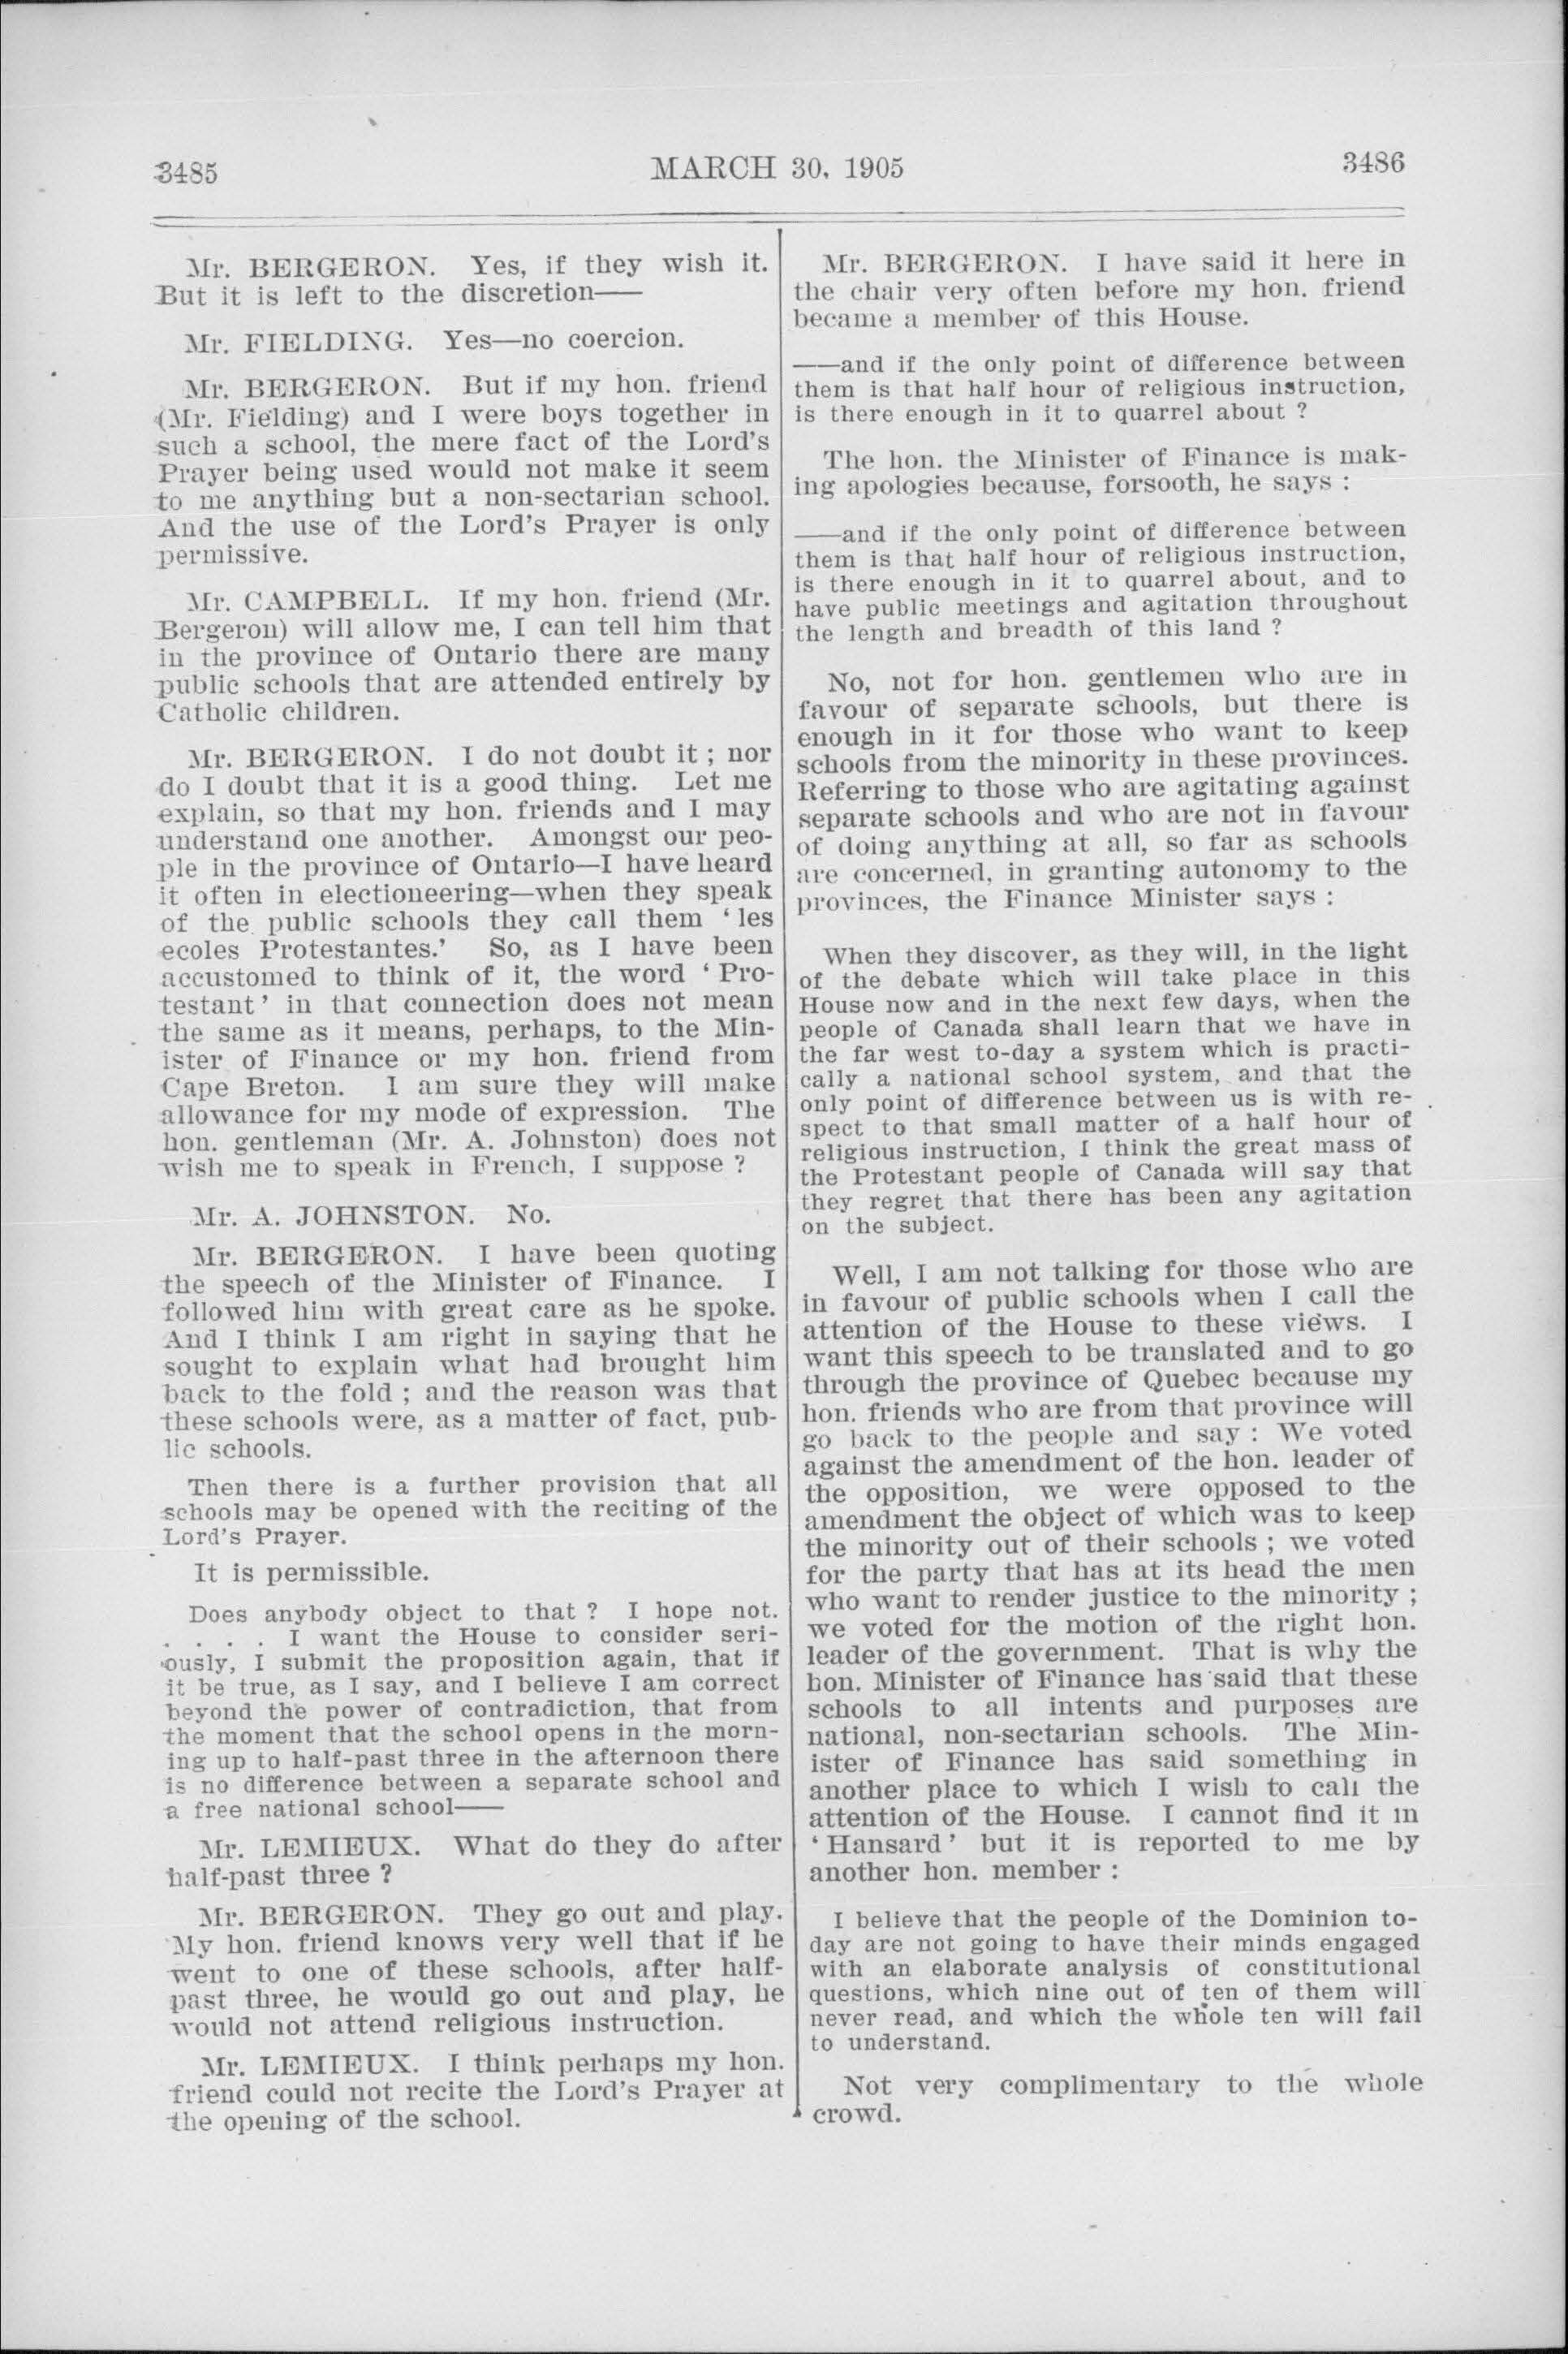 3485
MARCH 30, 1905
3486
Mr. BERGERON. Yes, if they wish it.
But it is left to the discretion——
Mr. FIELDING. Yes—no coercion.
Mr. BERGERON. But if my hon. friend
(Mr. Fielding) and I were boys together in
such a school, the mere fact of the Lord's
Prayer being used would not make it seem
to me anything but a non-sectarian school.
And the use of the Lord's Prayer is only
permissive.
Mr. CAMPBELL. If my hon. friend (Mr.
Bergeron) will allow me, I can tell him that
in the province of Ontario there are many
public schools that are attended entirely by
Catholic children.
Mr. BERGERON. I do not doubt it ; nor
do I doubt that it is a good thing. Let me
explain, so that my hon. friends and I may
understand one another. Amongst our peo-
ple in the province of Ontario—I have heard
it often in electioneering—when they speak
of the public schools they call them ‘ les
ecoles Protestantes.’ So, as I have been
accustomed to think of it, the word ‘ Pro-
testant ’ in that connection does not mean
the same as it means, perhaps, to the Min-
ister of Finance or my hon. friend from
Cape Breton. I am sure they will make
allowance for my mode of expression. The
hon. gentleman (Mr. A. Johnston) does not
wish me to speak in French, I suppose ?
Mr. A. JOHNSTON. No.
Mr. BERGERON. I have been quoting
the speech of the Minister of Finance. I
followed him with great care as he spoke.
And I think I am right in saying that he
sought to explain what had brought him
back to the fold ; and the reason was that
these schools were, as a matter of fact, pub-
lic schools.
Then there is a further provision that all
schools may be opened with the reciting of the
Lord's Prayer.
It is permissible.
Does anybody object to that ? I hope not.
. . . . I want the House to consider seri-
ously, I submit the proposition again, that if
it be true, as I say, and I believe I am correct
beyond the power of contradiction, that from
the moment that the school opens in the morn-
ing up to half-past three in the afternoon there
is no difference between a separate school and
a free national school——
Mr. LEMIEUX. What do they do after
half-past three ?
Mr. BERGERON. They go out and play.
My hon. friend knows very well that if he
went to one of these schools, after half-
past three, he would go out and play, he
would not attend religious instruction.
Mr. LEMIEUX. I think perhaps my hon.
friend could not recite the Lord's Prayer at
the opening of the school.
Mr. BERGERON. I have said it here in
the chair very often before my hon. friend
became a member of this House.
——and if the only point of difference between
them is that half hour of religious instruction,
is there enough in it to quarrel about ?
The hon. the Minister of Finance is mak-
ing apologies because, forsooth, he says :
——and if the only point of difference between
them is that half hour of religious instruction,
is there enough in it to quarrel about, and to
have public meetings and agitation throughout
the length and breadth of this land ?
No, not for hon. gentlemen who are in
favour of separate schools, but there is
enough in it for those who want to keep
schools from the minority in these provinces.
Referring to those who are agitating against
separate schools and who are not in favour
of doing anything at all, so far as schools
are concerned, in granting autonomy to the
provinces, the Finance Minister says :
When they discover, as they will, in the light
of the debate which will take place in this
House now and in the next few days, when the
people of Canada shall learn that we have in
the far west to-day a system which is practi-
cally a national school system, and that the
only point of difference between us is with re-
spect to that small matter of a half hour of
religious instruction, I think the great mass of
the Protestant people of Canada will say that
they regret that there has been any agitation
on the subject.
Well, I am not talking for those who are
in favour of public schools when I call the
attention of the House to these views. I
want this speech to be translated and to go
through the province of Quebec because my
hon. friends who are from that province will
go back to the people and say : We voted
against the amendment of the hon. leader of
the opposition, we were opposed to the
amendment the object of which was to keep
the minority out of their schools ; we voted
for the party that has at its head the men
who want to render justice to the minority ;
we voted for the motion of the right hon.
leader of the government. That is why the
hon. Minister of Finance has said that these
schools to all intents and purposes are
national, non-sectarian schools. The Min-
ister of Finance has said something in
another place to which I wish to call the
attention of the House. I cannot find it in
‘ Hansard ’ but it is reported to me by
another hon. member :
I believe that the people of the Dominion to-
day are not going to have their minds engaged
with an elaborate analysis of constitutional
questions, which nine out of ten of them will
never read, and which the whole ten will fail
to understand.
Not very complimentary to the whole
crowd.